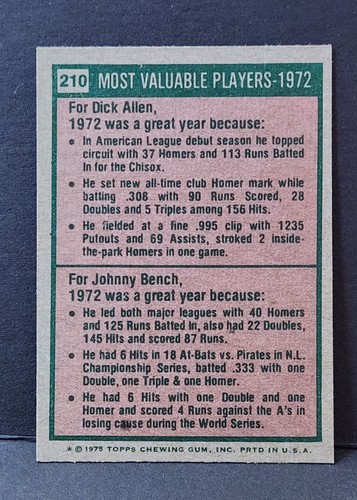 210 MOST VALUABLE PLAYERS-1972
For Dick Allen,
1972 was a great year because:
• In American League debut season he topped
circuit with 37 Homers and 113 Runs Batted
In for the Chisox.
• He set new all-time club Homer mark while
batting .308 with 90 Runs Scored, 28
Doubles and 5 Triples among 156 Hits.
• He fielded at a fine .995 clip with 1235
Putouts and 69 Assists, stroked 2 inside-
the-park Homers in one game.
For Johnny Bench,
1972 was a great year because:
• He led both major leagues with 40 Homers
and 125 Runs Batted In, also had 22 Doubles,
145 Hits and scored 87 Runs.
• He had 6 Hits in 18 At-Bats vs. Pirates in N.L.
Championship Series, batted .333 with one
Double, one Triple & one Homer.
• He had 6 Hits with one Double and one
Homer and scored 4 Runs against the A's in
losing cause during the World Series.
* © 1975 TOPPS CHEWING GUM, INC. PRTD IN U.S.A.